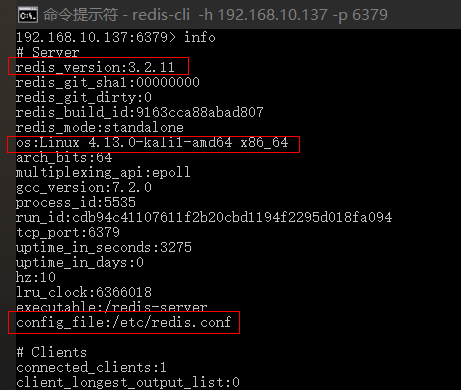 命令提示符 - redis-cli -h 192.168.10.137 -p 6379
192.168.10.137:6379> info
# Server
redis_version:3.2.11
redis_git_sha1:00000000
redis_git_dirty:0
redis_build_id:9163cca88abad807
redis_mode:standalone
os:Linux 4.13.0-kali1-amd64 x86_64
arch_bits:64
multiplexing_api:epoll
gcc_version:7.2.0
process_id:5535
run_id:cdb94c41107611f2b20cbd1194f2295d018fa094
tcp_port:6379
uptime_in_seconds:3275
uptime_in_days:0
hz:10
lru_clock:6366018
executable:/redis-server
config_file:/etc/redis.conf
# Clients
connected_clients:1
client_longest_output_list:0